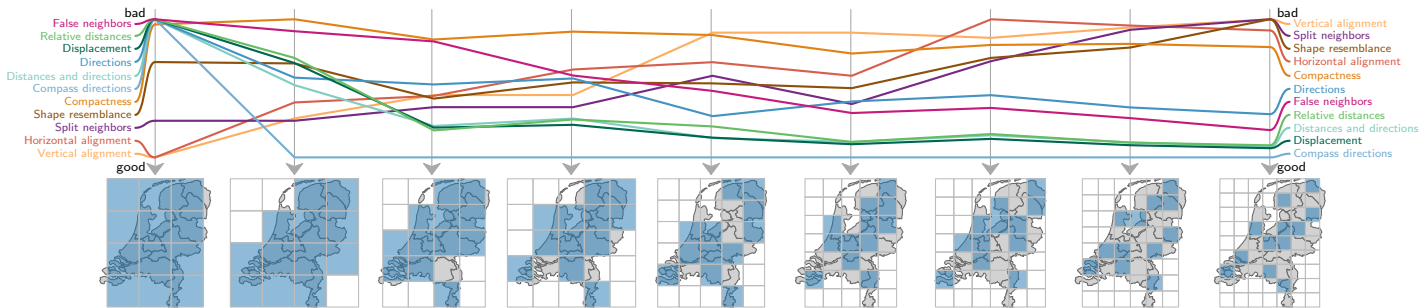 bad
False neighbors
Relative distances
Displacement
Directions
Distances and directions
Compass directions
Compactness
Shape resemblance
Split neighbors
Horizontal alignment
Vertical alignment
good
bad
Vertical alignment
Split neighbors
Shape resemblance
Horizontal alignment
Compactness
Directions
False neighbors
Relative distances
Distances and directions
Displacement
Compass directions
good